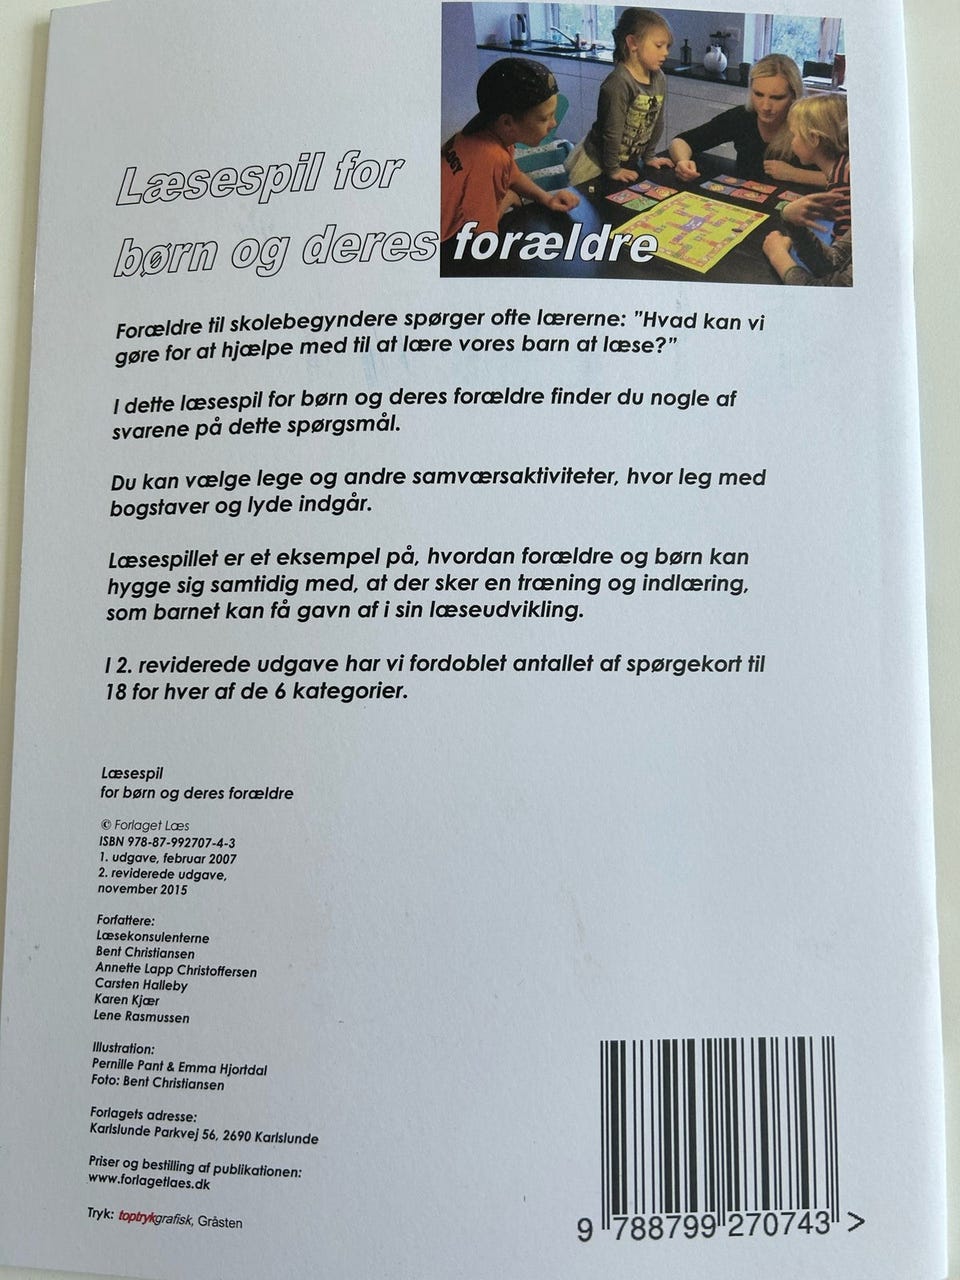 Læsespil for
børn og deres forældre
Forældre til skolebegyndere spørger ofte lærerne: ”Hvad kan vi
gøre for at hjælpe med til at lære vores barn at læse?”
I dette læsespil for børn og deres forældre finder du nogle af
svarene på dette spørgsmål.
Du kan vælge lege og andre samværsaktiviteter, hvor leg med
bogstaver og lyde indgår.
Læsespillet er et eksempel på, hvordan forældre og børn kan
hygge sig samtidig med, at der sker en træning og indlæring,
som barnet kan få gavn af i sin læseudvikling.
I 2. reviderede udgave har vi fordoblet antallet af spørgekort til
18 for hver af de 6 kategorier.
Læsespil
for børn og deres forældre
© Forlaget Læs
ISBN 978-87-992707-4-3
1. udgave, februar 2007
2. reviderede udgave,
november 2015
Forfattere:
Læsekonsulenterne
Bent Christiansen
Annette Lapp Christoffersen
Carsten Halleby
Karen Kjær
Lene Rasmussen
Illustration:
Pernille Pant & Emma Hjortdal
Foto: Bent Christiansen
Forlagets adresse:
Karlslunde Parkvej 56, 2690 Karlslunde
Priser og bestilling af publikationen:
www.forlagetlaes.dk
Tryk: toptrykgrafisk, Gråsten
9 788799 270743 >